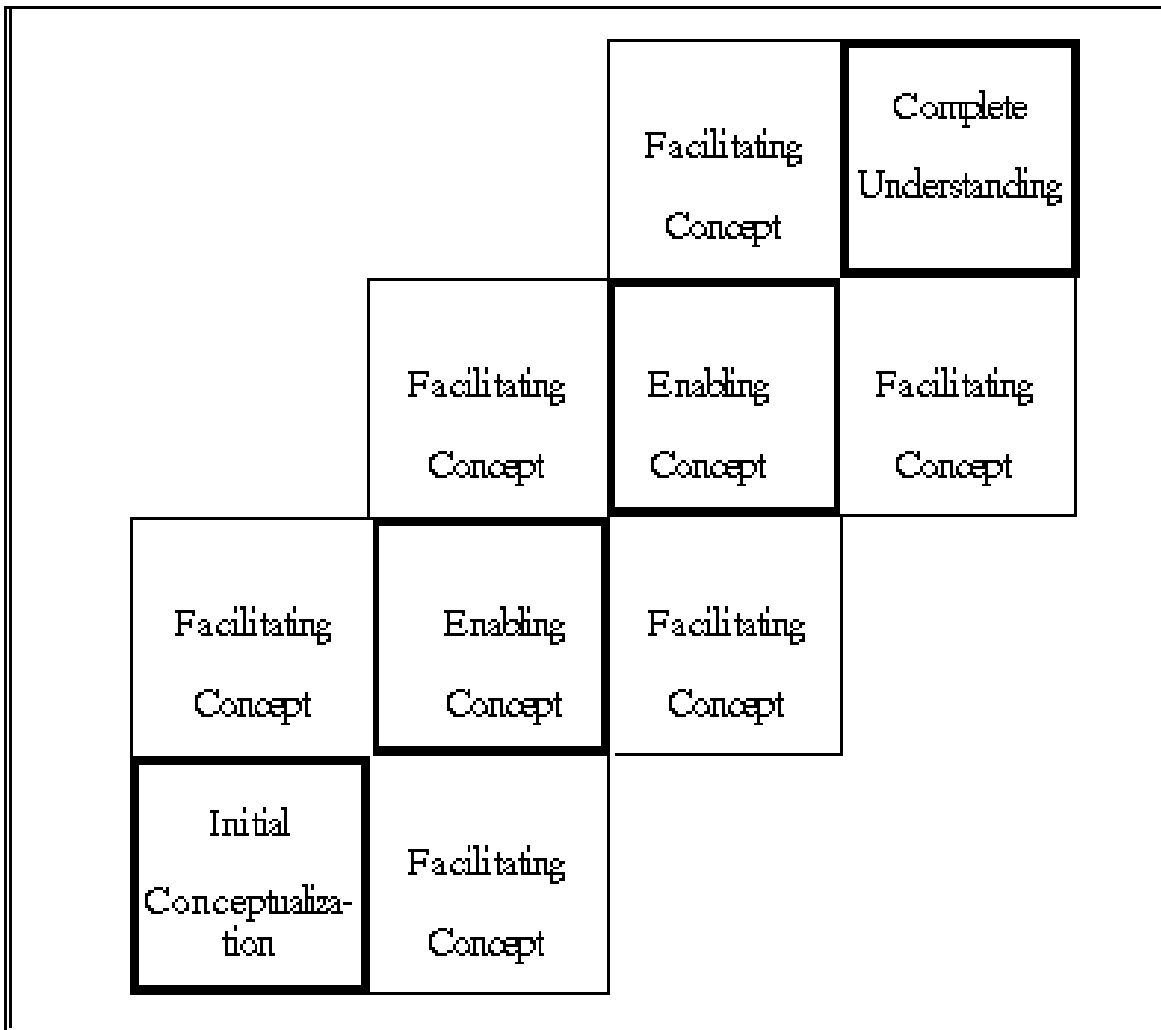 Facilitating
Concept
Complete
Understanding
Facilitating
Concept
Enabling
Concept
Facilitating
Concept
Facilitating
Concept
Enabling
Concept
Facilitating
Concept
Initial
Conceptualiza-
tion
Facilitating
Concept